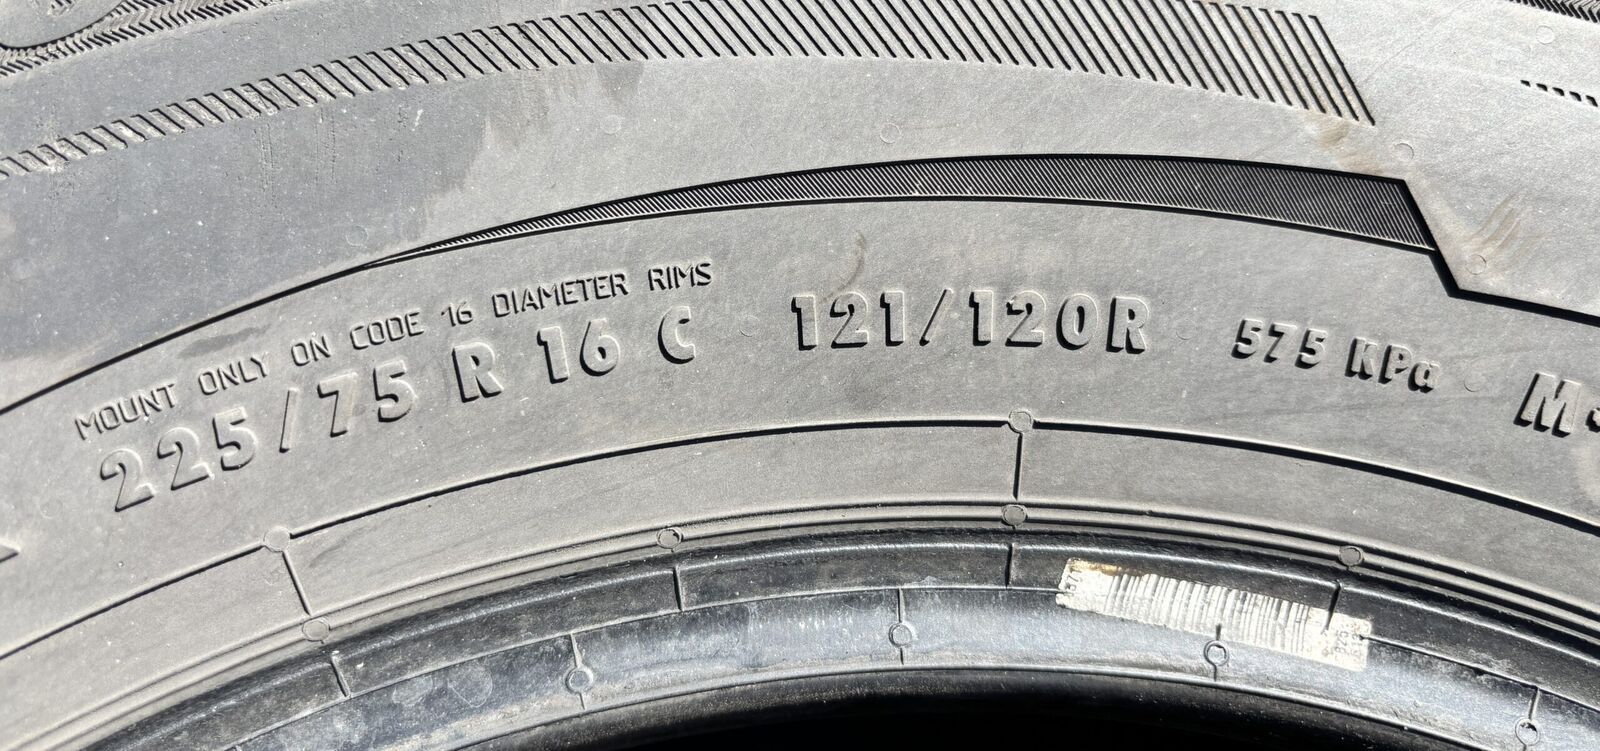 MOUNT ONLY ON CODE 16 DIAMETER RIMS
225/75 R 16 C 121/120R 575 KPa M+